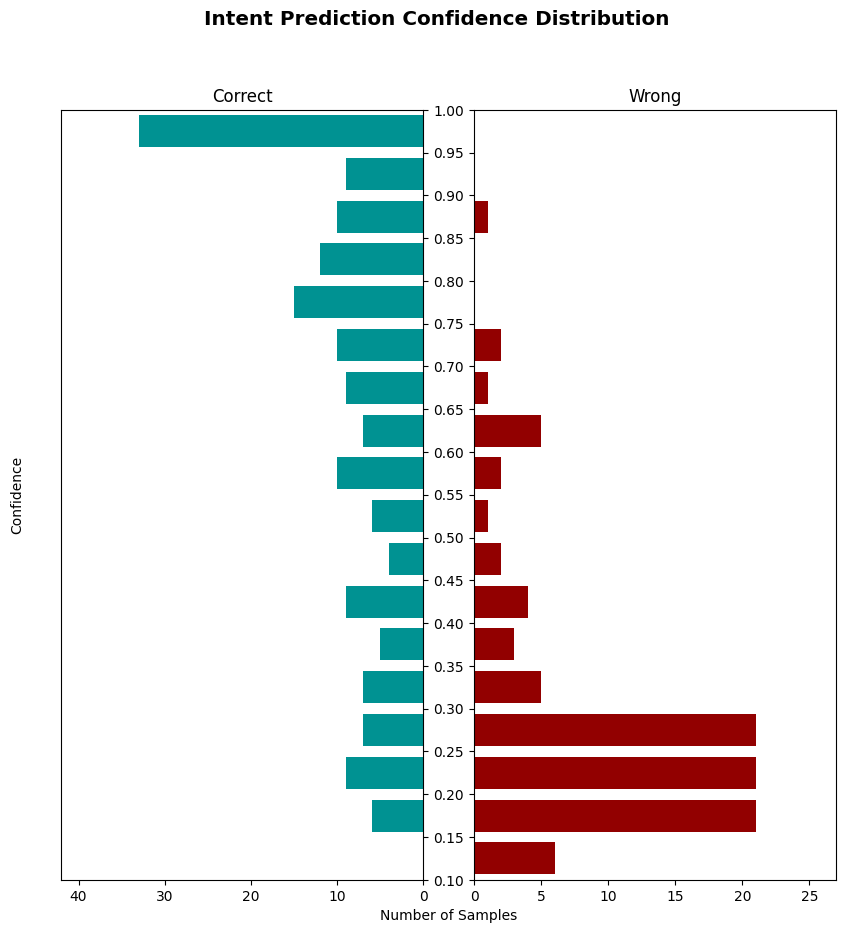 Intent Prediction Confidence Distribution
Correct
Wrong
1.00
0.95
0.90
0.85
0.80
0.75
0.70
0.65
0.60
0.55
0.50
0.45
0.40
0.35
0.30
0.25
0.20
0.15
0.10
Confidence
40 30 20 10 0
0 5 10 15 20 25
Number of Samples